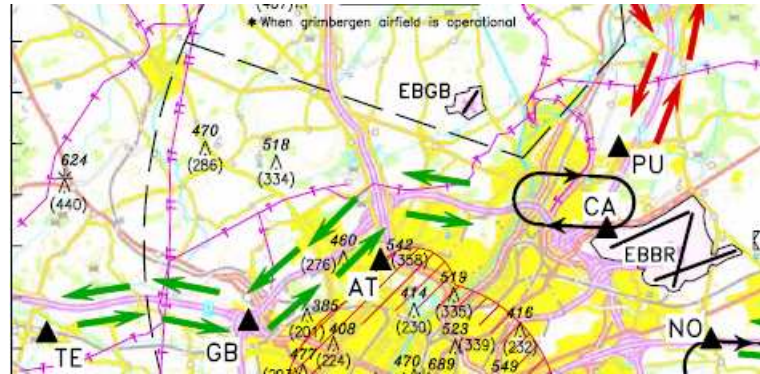 * When grimbergen airfield is operational
EBGB
470
(286)
518
(334)
624
(440)
PU
CA
EBBR
460
(276)
542
(358)
AT
519
(335)
414
(230)
385
(201)
408
(224)
416
(232)
523
(339)
477
470
689
549
TE
GB
NO